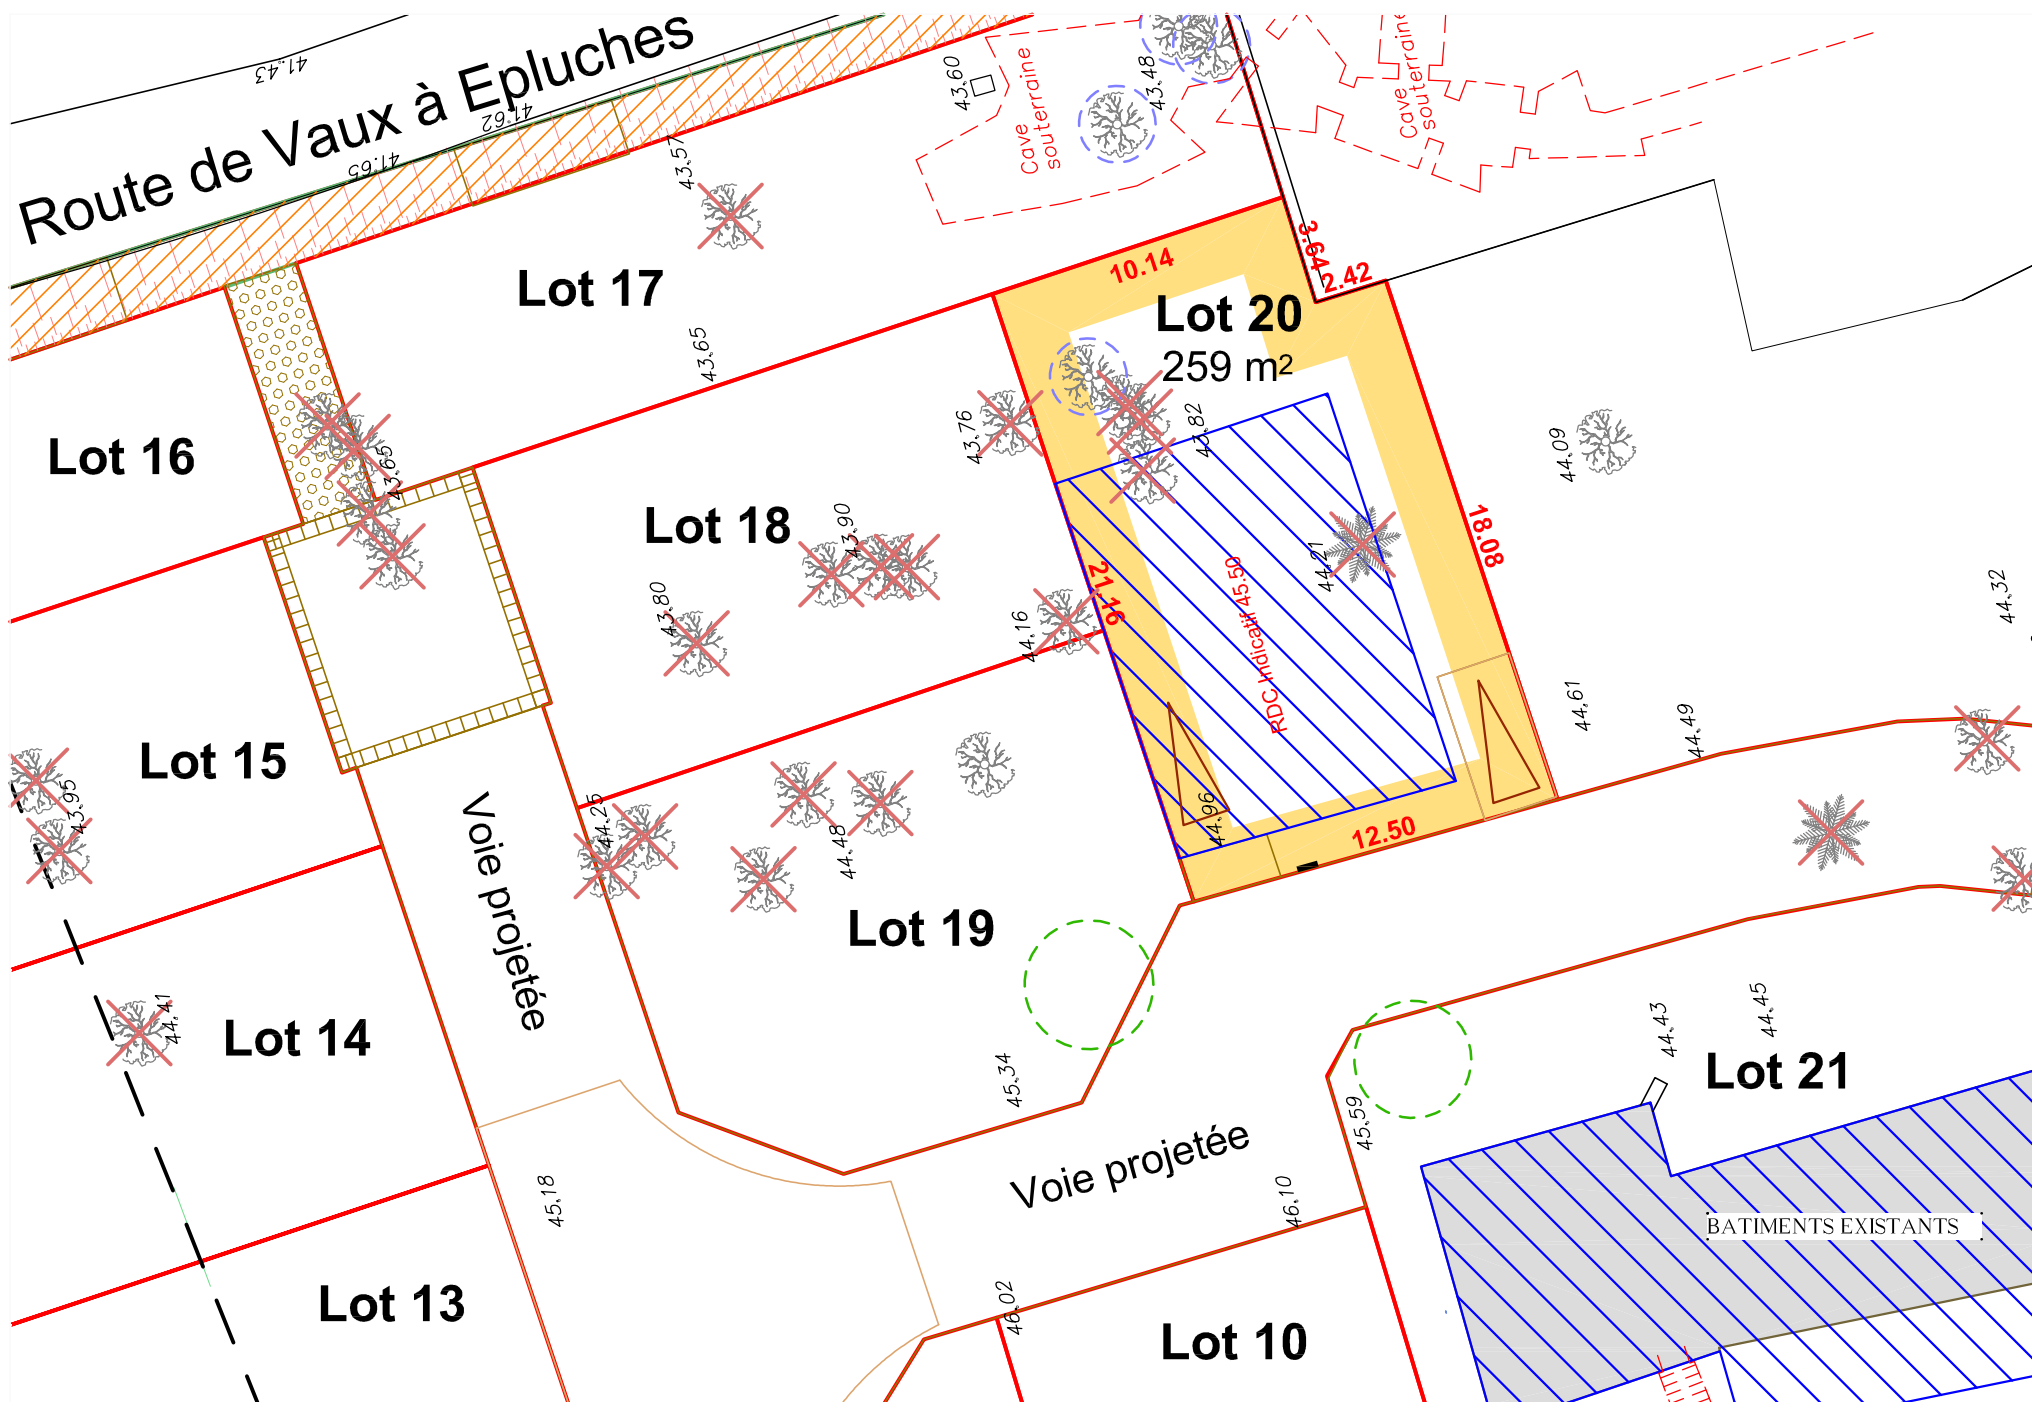 41.43
Route de Vaux à Epluches
41.62
41.65
43.57
43.60
Cave
souterraine
43.48
Cave
souterraine
Lot 17
10.14
3.64
2.42
Lot 20
259 m²
43.65
Lot 16
43.65
43.76
43.82
44.09
Lot 18
43.90
43.80
44.16
21.16
RDC Indicatif 45.50
44.21
18.08
44.32
44.61
44.49
Lot 15
43.95
Voie projetée
44.25
44.48
44.96
12.50
Lot 19
Lot 14
44.41
45.34
45.59
44.43
44.45
Lot 21
Voie projetée
45.18
46.10
BATIMENTS EXISTANTS
Lot 13
46.02
Lot 10